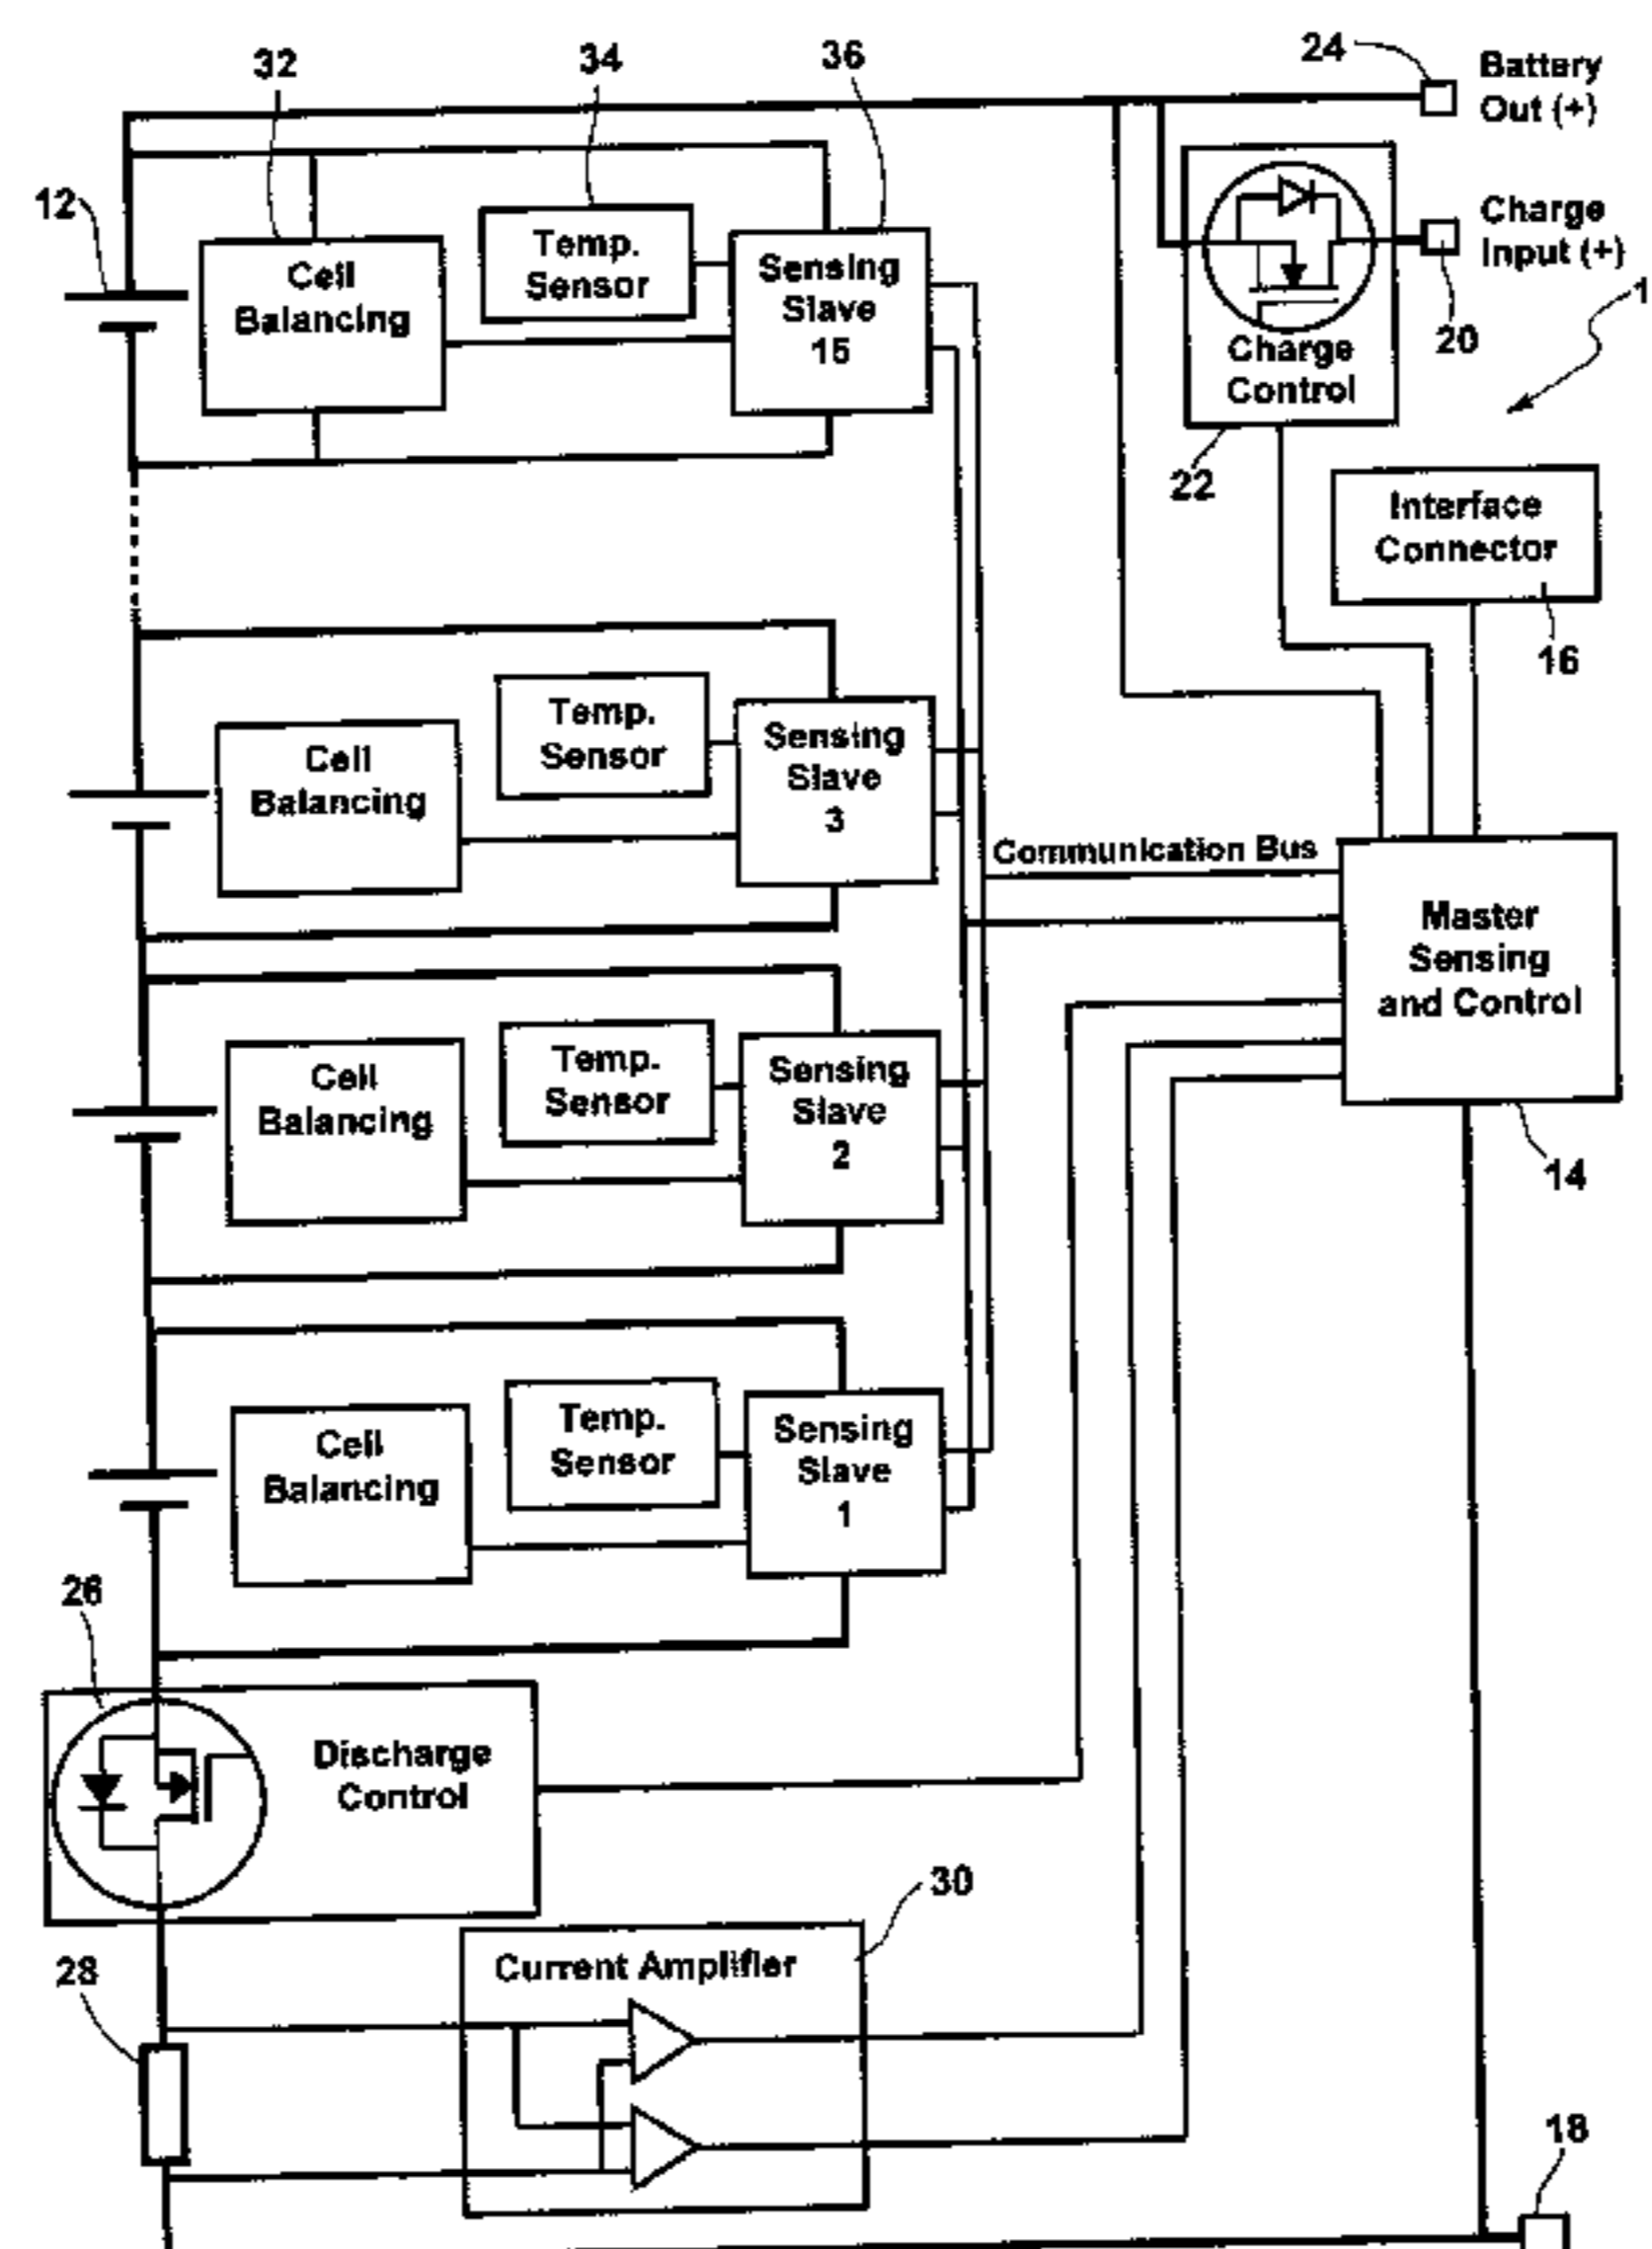 32
34
36
24
Battery
Out (+)
12
Cell
Balancing
Temp.
Sensor
Sensing
Slave
15
Charge
Input (+)
20
1
Charge
Control
22
Interface
Connector
16
Cell
Balancing
Temp.
Sensor
Sensing
Slave
3
Communication Bus
Master
Sensing
and Control
14
Cell
Balancing
Temp.
Sensor
Sensing
Slave
2
Cell
Balancing
Temp.
Sensor
Sensing
Slave
1
26
Discharge
Control
30
Current Amplifier
28
18